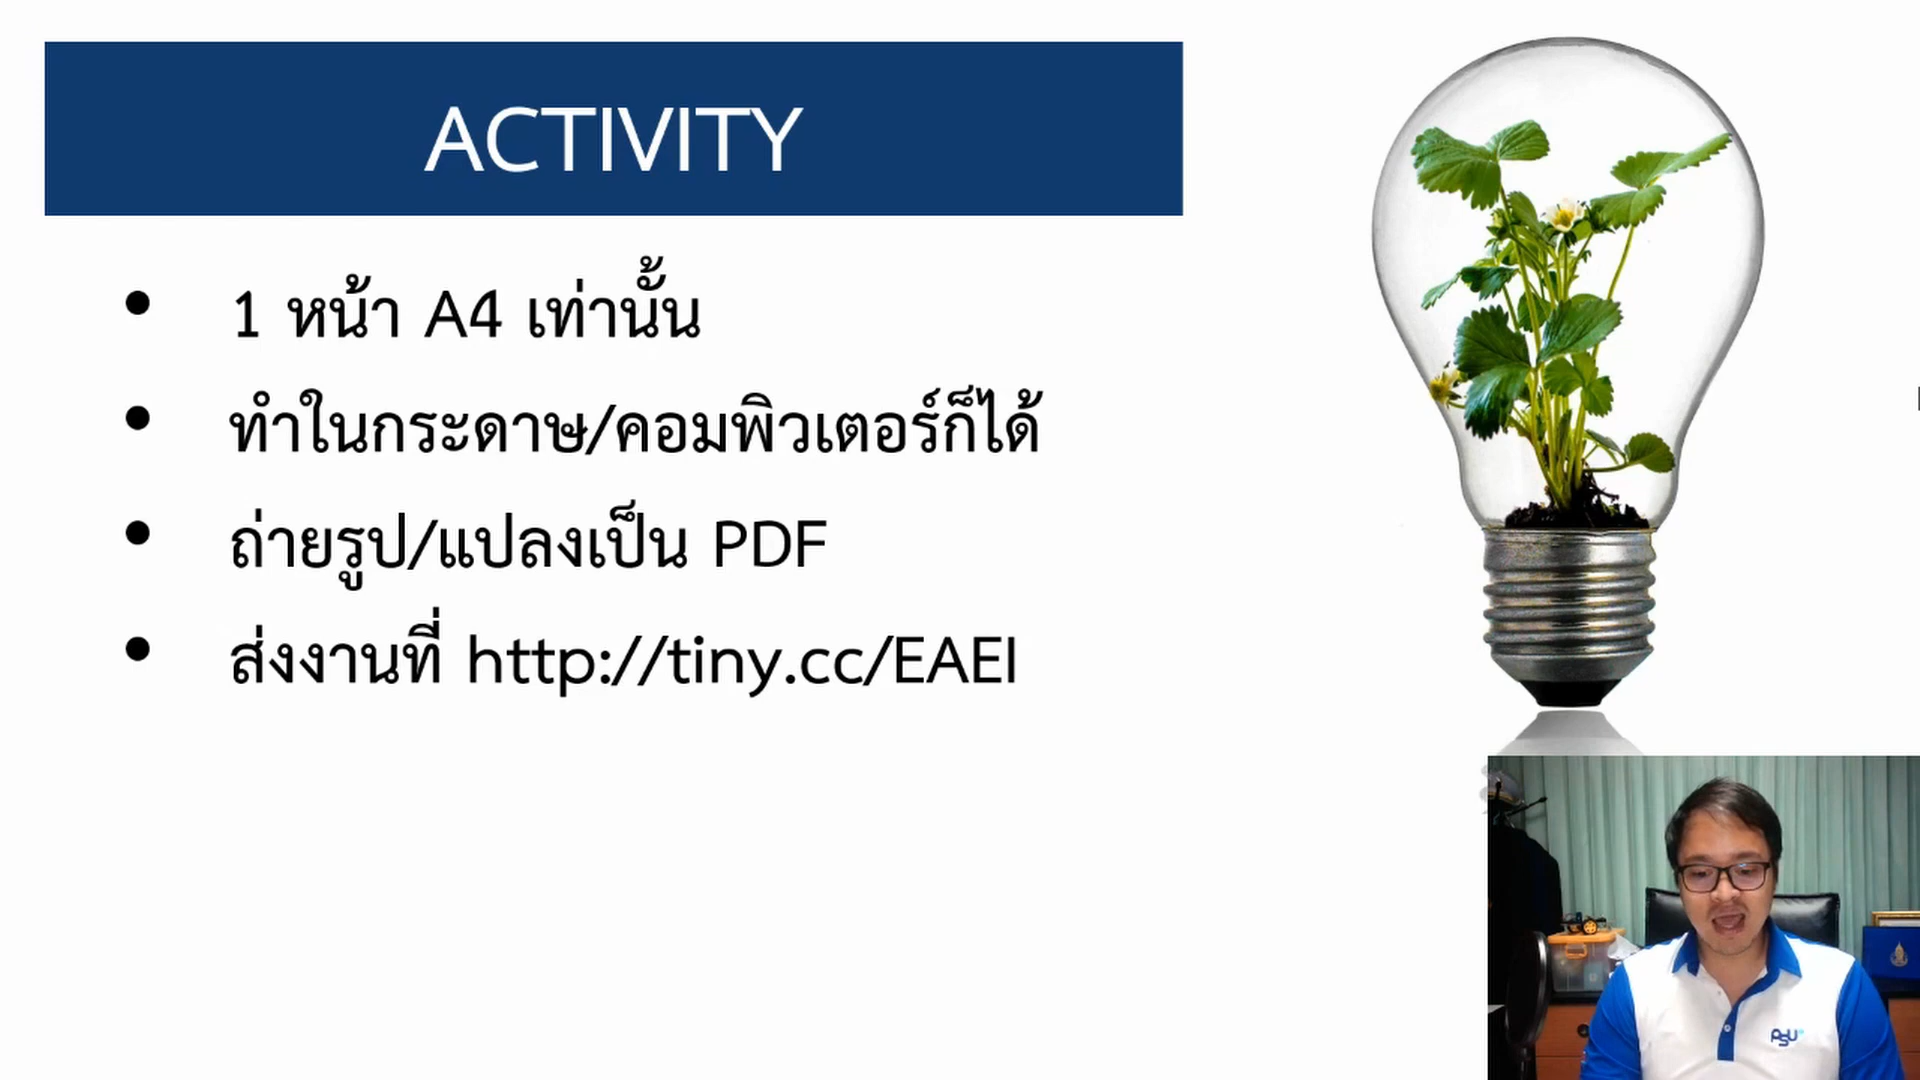 ACTIVITY
• 1 หน้า A4 เท่านั้น
• ทำในกระดาษ/คอมพิวเตอร์ก็ได้
• ถ่ายรูป/แปลงเป็น PDF
• ส่งงานที่ http://tiny.cc/EAEI
PSU